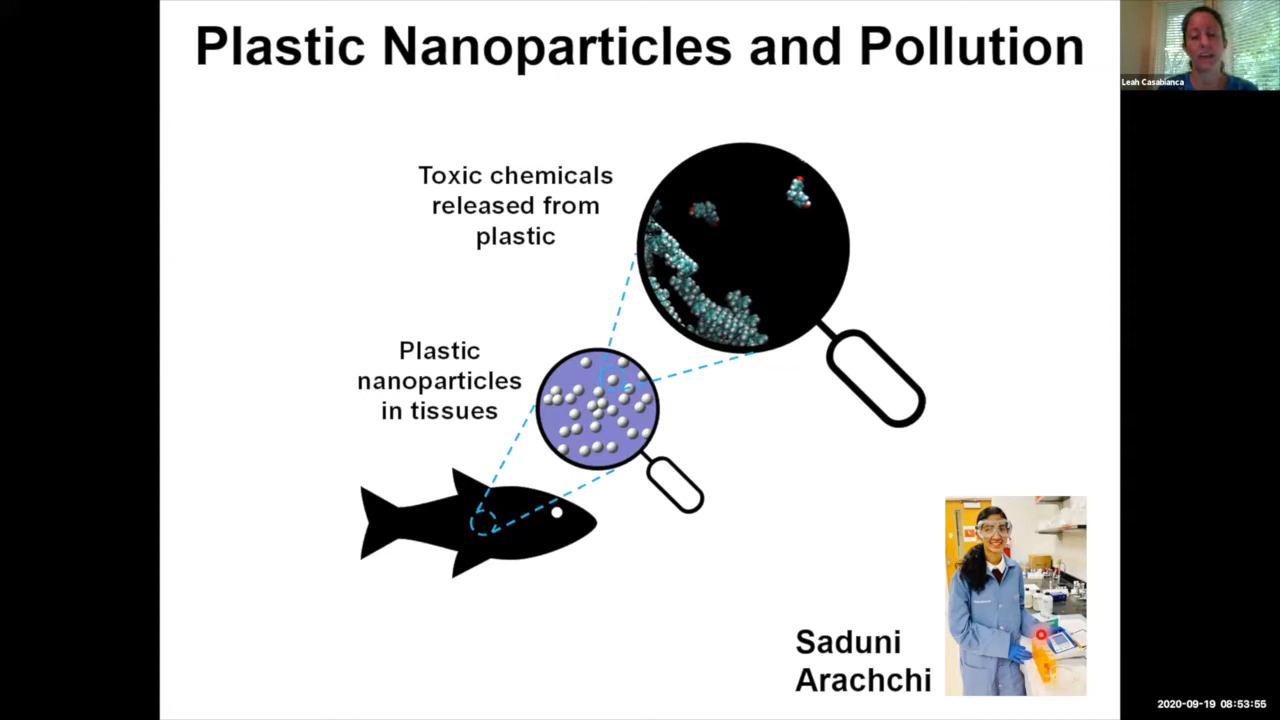 Plastic Nanoparticles and Pollution
Leah Casabianca
Toxic chemicals
released from
plastic
Plastic
nanoparticles
in tissues
Saduni
Arachchi
2020-09-19 08:53:55